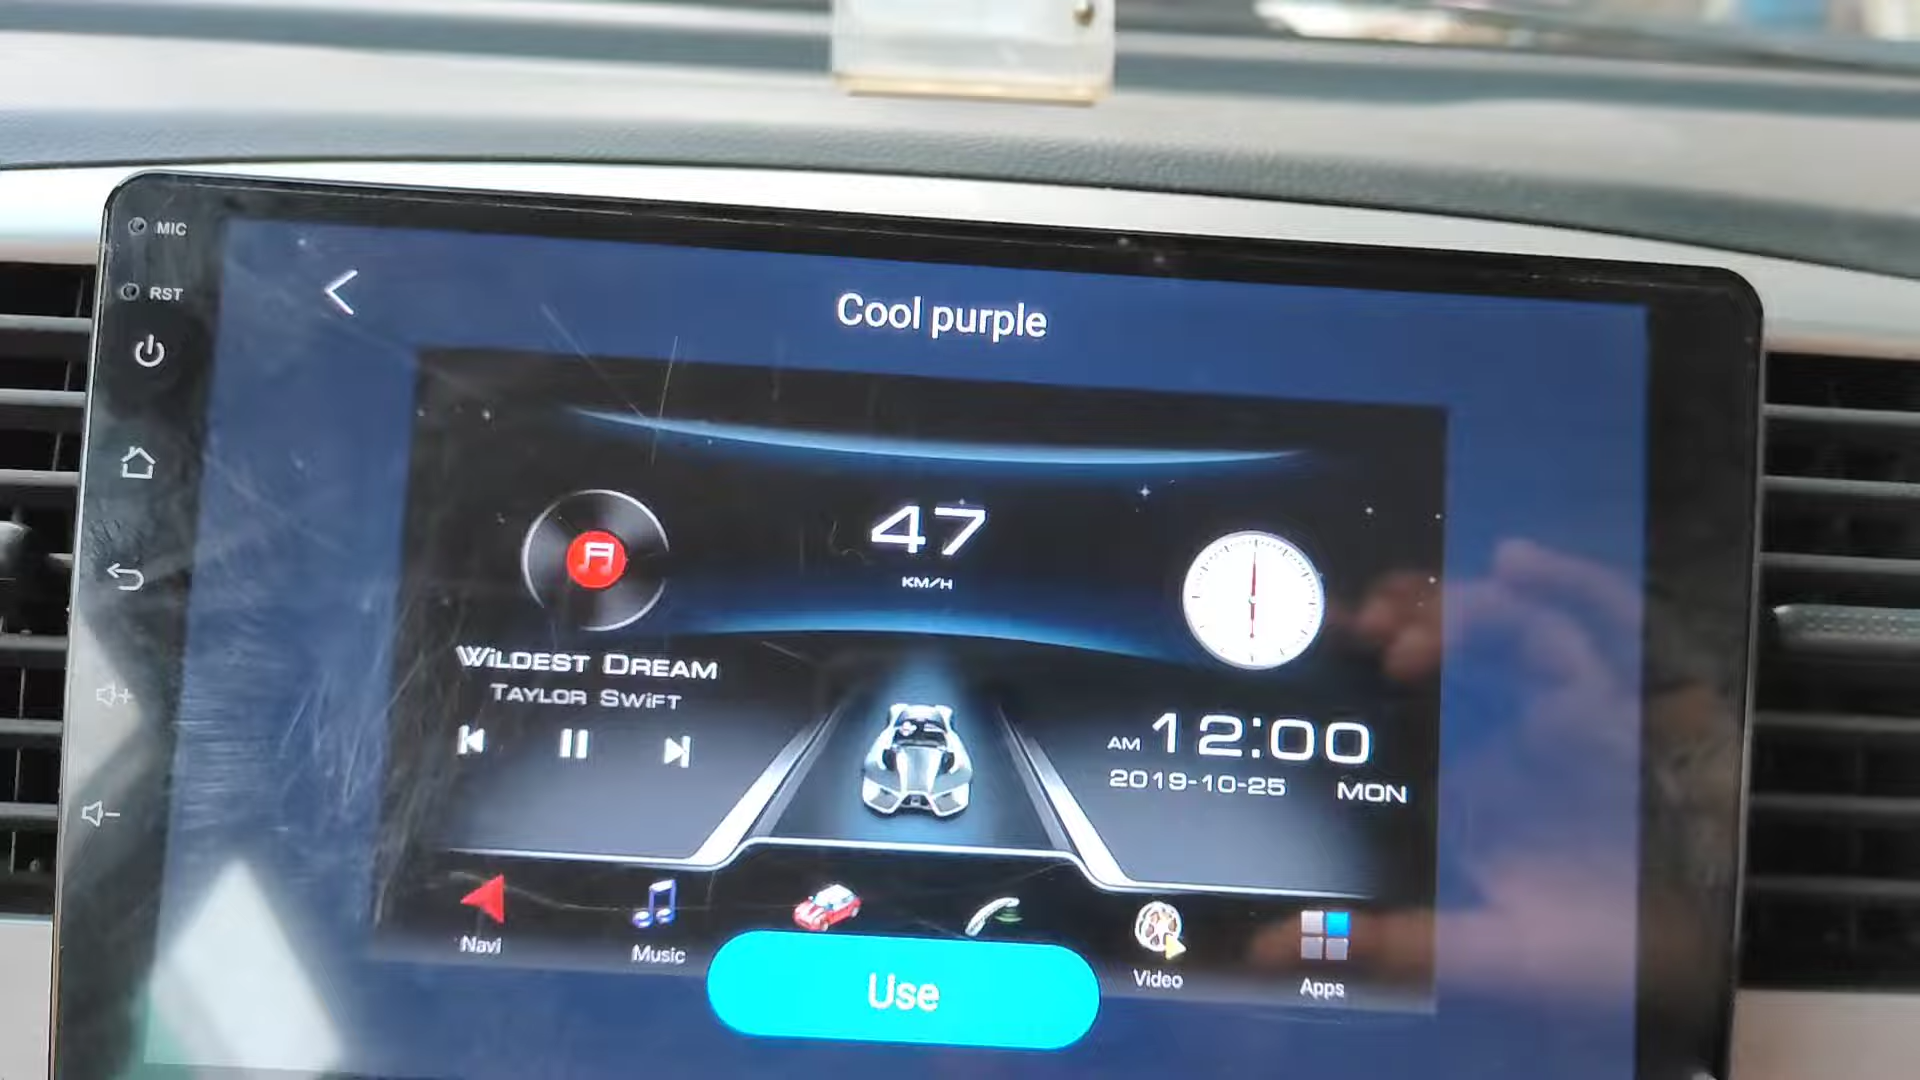 MIC
RST
Cool purple
47
KM/H
WiLDEST DREAM
TAYLOR SWiFT
AM 12:00
2019-10-25 MON
Navi
Music
Video
Apps
Use